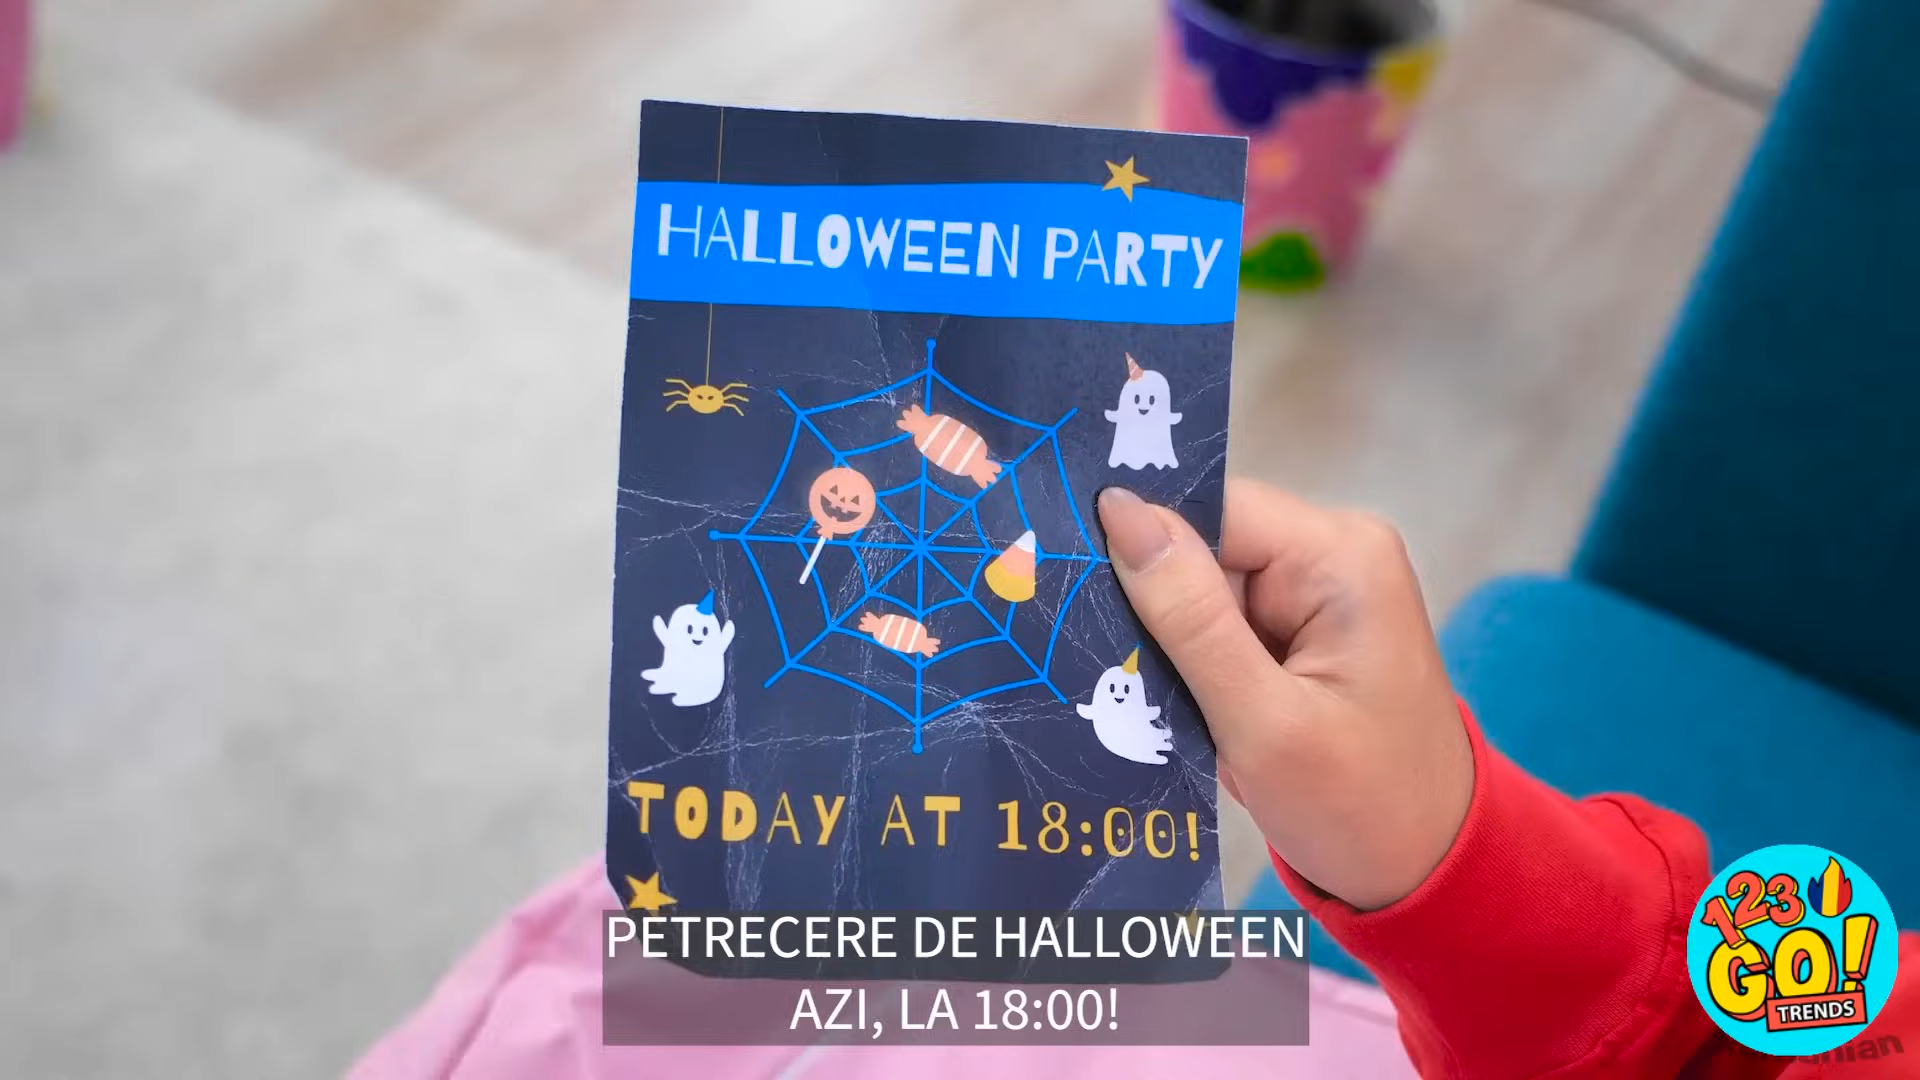 HALLOWEEN PARTY
TODAY AT 18:00!
PETRECERE DE HALLOWEEN
AZI, LA 18:00!
123
GO!
TRENDS